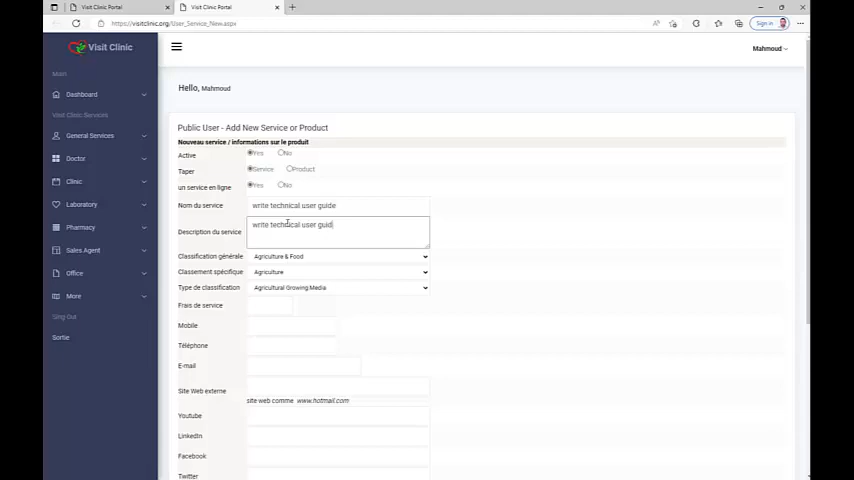 Visit Clinic Portal
Visit Clinic Portal
https://visitclinic.org/User_Service_New.aspx
Sign in
Visit Clinic
Mahmoud
Main
Hello, Mahmoud
Dashboard
Visit Clinic Services
General Services
Doctor
Clinic
Laboratory
Pharmacy
Sales Agent
Office
More
Sing Out
Sortie
Public User - Add New Service or Product
Nouveau service / informations sur le produit
Active Yes No
Taper Service Product
un service en ligne Yes No
Nom du service write technical user guide
Description du service write technical user guid
Classification générale Agriculture & Food
Classement spécifique Agriculture
Type de classification Agricultural Growing Media
Frais de service
Mobile
Téléphone
E-mail
Site Web externe
site web comme www.hotmail.com
Youtube
LinkedIn
Facebook
Twitter